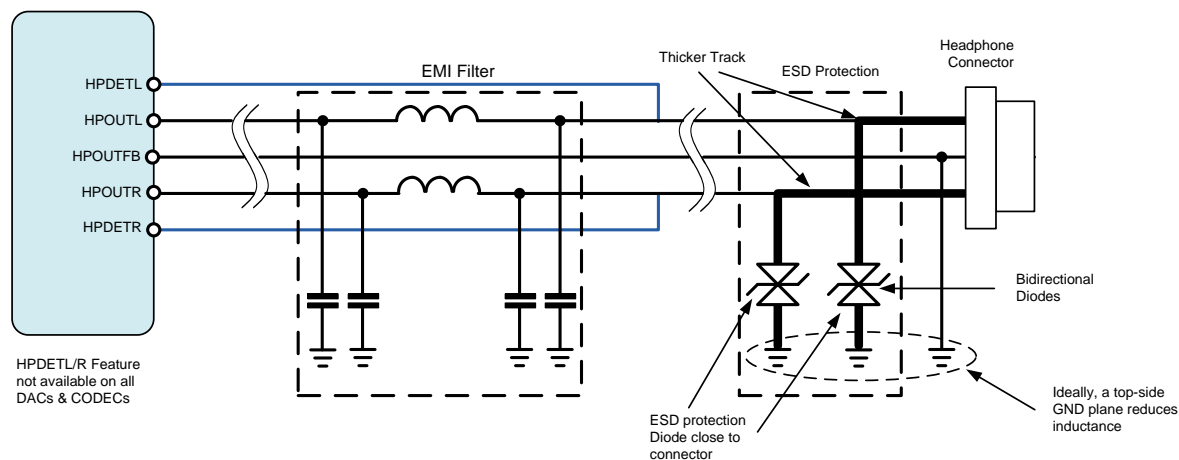 Headphone
Connector
Thicker Track
ESD Protection
EMI Filter
HPDETL
HPOUTL
HPOUTFB
HPOUTR
HPDETR
Bidirectional
Diodes
HPDETL/R Feature
not available on all
DACs & CODECs
ESD protection
Diode close to
connector
Ideally, a top-side
GND plane reduces
inductance